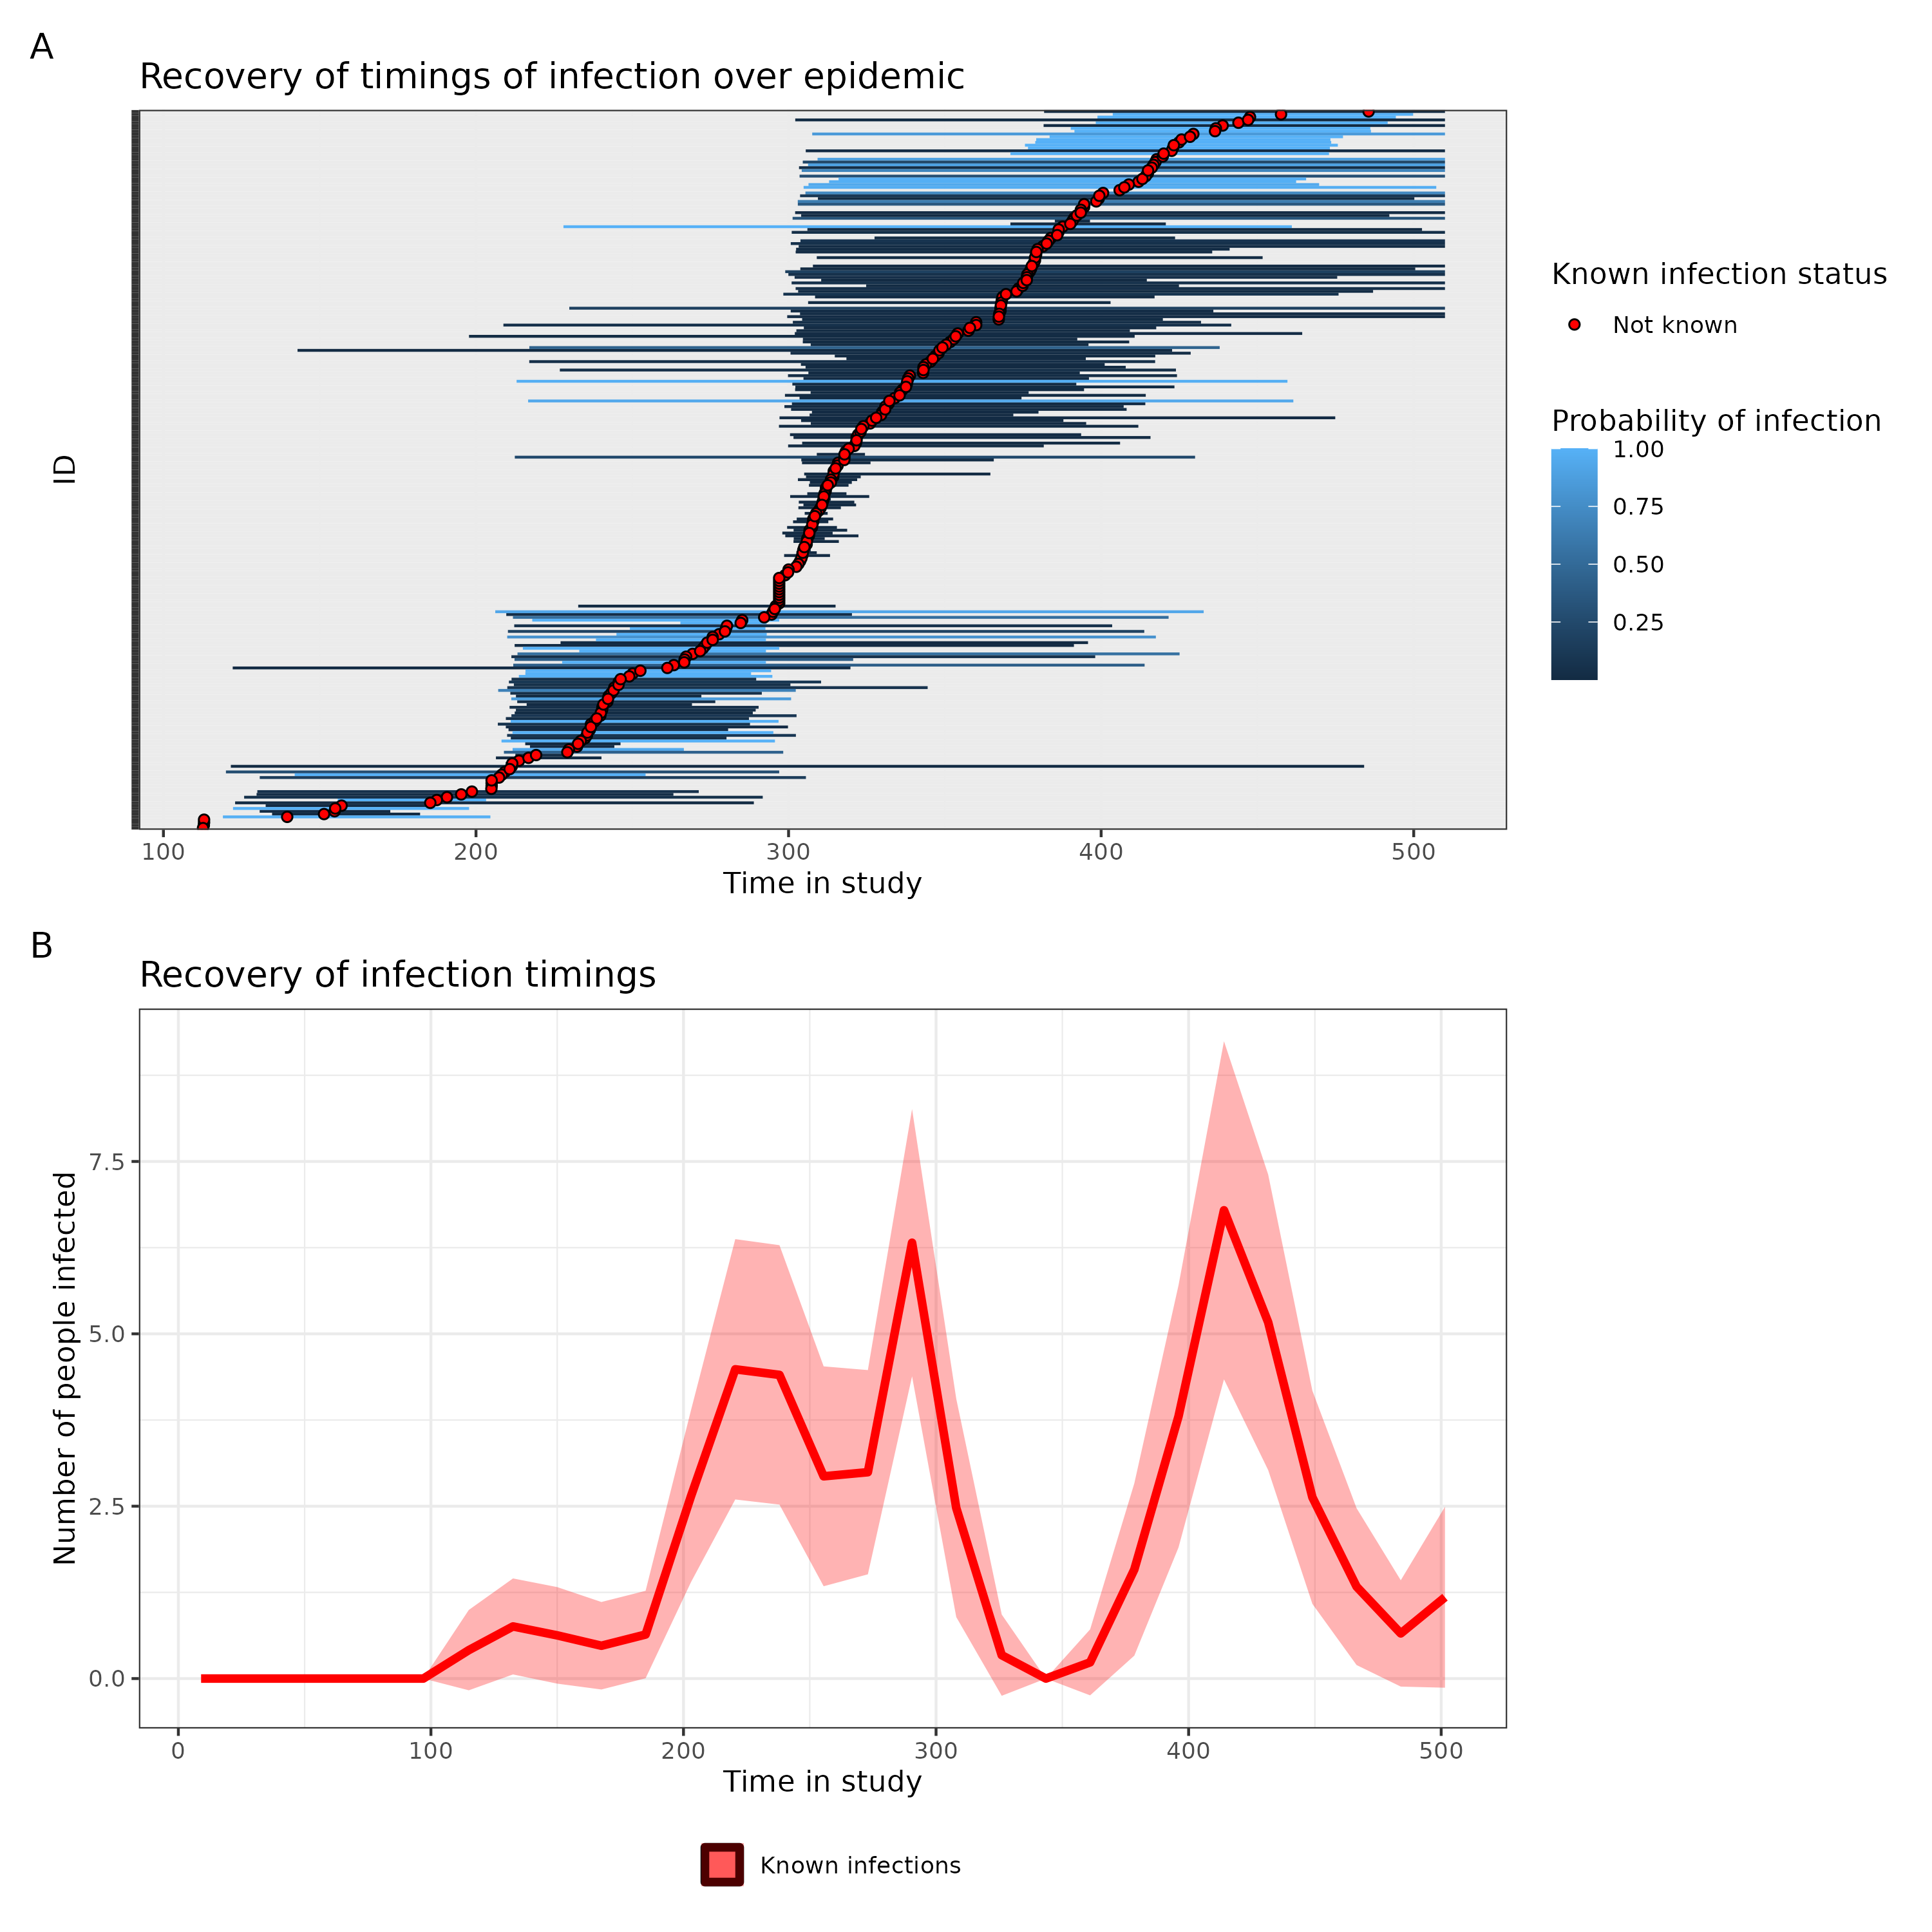 A
Recovery of timings of infection over epidemic
ID
100 200 300 400 500
Time in study
Known infection status
Not known
Probability of infection
1.00
0.75
0.50
0.25
B
Recovery of infection timings
Number of people infected
7.5
5.0
2.5
0.0
0 100 200 300 400 500
Time in study
Known infections